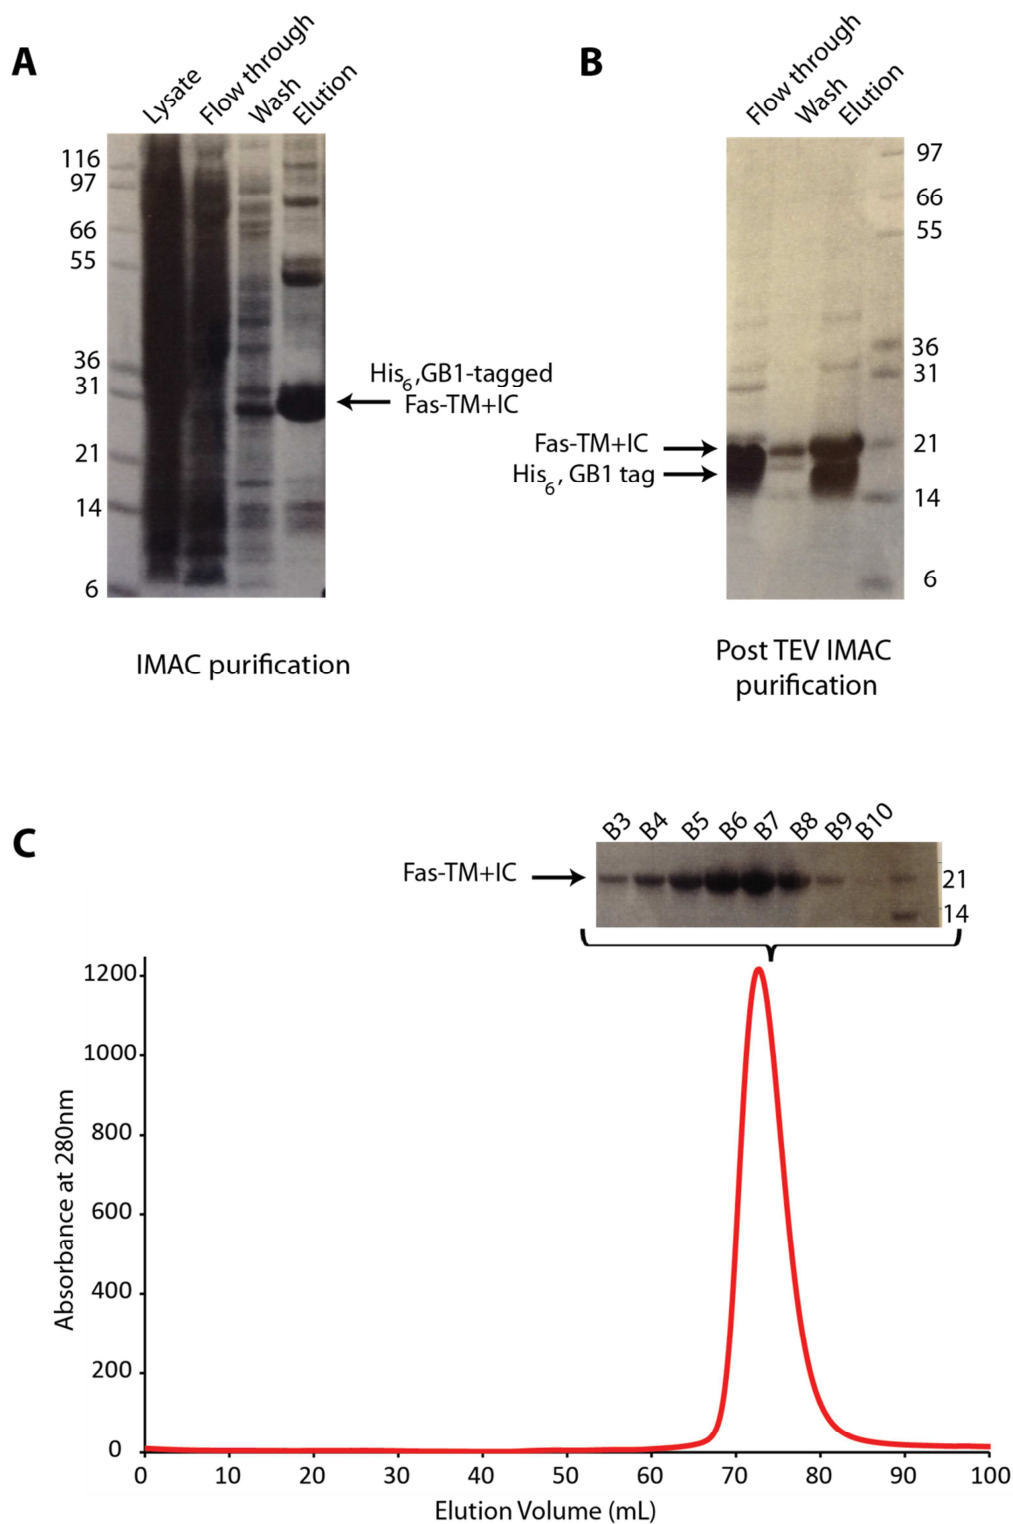 A
Lysate
Flow through
Wash
Elution
116
97
66
55
36
31
21
14
6
His6,GB1-tagged
Fas-TM+IC
IMAC purification
B
Flow through
Wash
Elution
97
66
55
36
31
21
14
6
Fas-TM+IC
His6, GB1 tag
Post TEV IMAC
purification
C
B3 B4 B5 B6 B7 B8 B9 B10
Fas-TM+IC
21
14
Absorbance at 280nm
1200
1000
800
600
400
200
0
0 10 20 30 40 50 60 70 80 90 100
Elution Volume (mL)